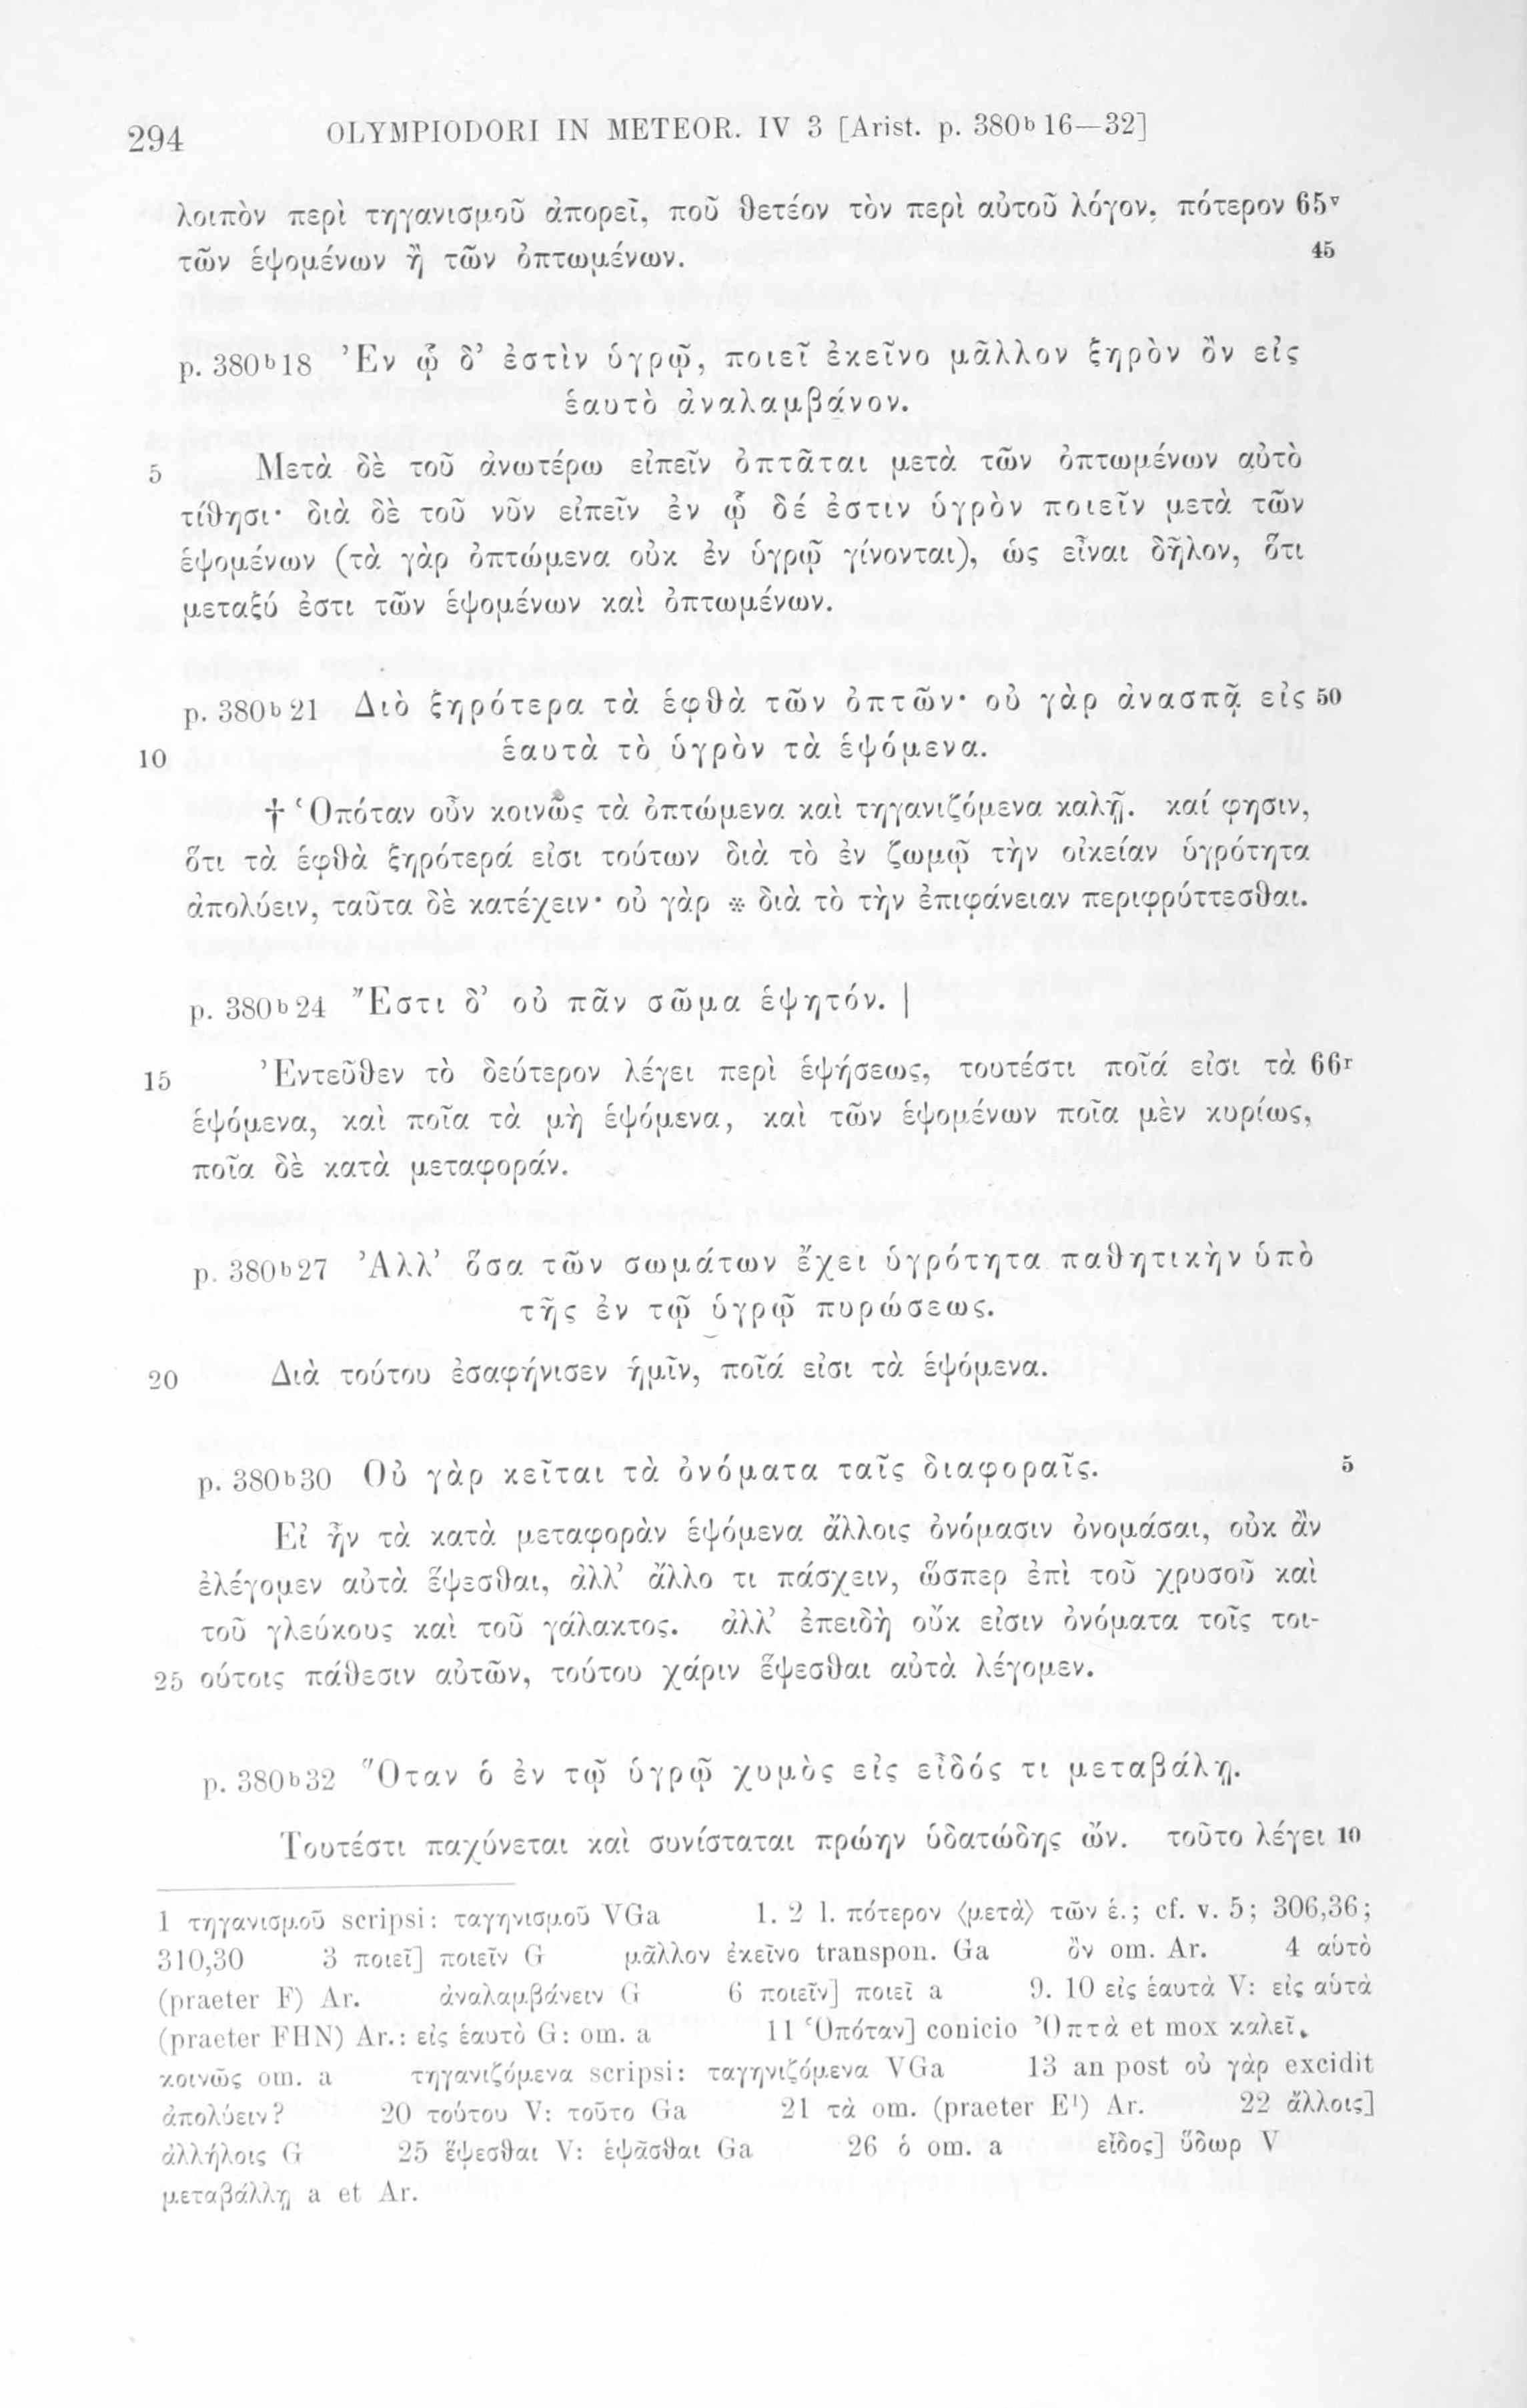 294 OLYMPIODORI IN METEOR. IV 3 [Arist. p. 380b 16—32]
λοιπὸν περὶ τηγανισμοῦ ἀπορεῖ, ποῦ θετέον τὸν περὶ αὐτοῦ λόγον, πότερον 65v
τῶν ἑψομένων ἢ τῶν ὀπτωμένων. 45
p. 380b18 Ἐν ᾧ δ' ἐστὶν ὑγρῷ, ποιεῖ ἐκεῖνο μᾶλλον ξηρὸν ὂν εἰς
ἑαυτὸ ἀναλαμβάνον.
5 Μετὰ δὲ τοῦ ἀνωτέρω εἰπεῖν ὀπτᾶται μετὰ τῶν ὀπτωμένων αὐτὸ
τίθησι· διὰ δὲ τοῦ νῦν εἰπεῖν ἐν ᾧ δέ ἐστιν ὑγρὸν ποιεῖν μετὰ τῶν
ἑψομένων (τὰ γὰρ ὀπτώμενα οὐκ ἐν ὑγρῷ γίνονται), ὡς εἶναι δῆλον, ὅτι
μεταξύ ἐστι τῶν ἑψομένων καὶ ὀπτωμένων.
p. 380b21 Διὸ ξηρότερα τὰ ἑφθὰ τῶν ὀπτῶν· οὐ γὰρ ἀνασπᾷ εἰς 50
10 ἑαυτὰ τὸ ὑγρὸν τὰ ἑψόμενα.
† Ὁπόταν οὖν κοινῶς τὰ ὀπτώμενα καὶ τηγανιζόμενα καλῇ. καί φησιν,
ὅτι τὰ ἑφθὰ ξηρότερά εἰσι τούτων διὰ τὸ ἐν ζωμῷ τὴν οἰκείαν ὑγρότητα
ἀπολύειν, ταῦτα δὲ κατέχειν· οὐ γὰρ * διὰ τὸ τὴν ἐπιφάνειαν περιφρύττεσθαι.
p. 380b24 Ἔστι δ' οὐ πᾶν σῶμα ἑψητόν. |
15 Ἐντεῦθεν τὸ δεύτερον λέγει περὶ ἑψήσεως, τουτέστι ποῖά εἰσι τὰ 66r
ἑψόμενα, καὶ ποῖα τὰ μὴ ἑψόμενα, καὶ τῶν ἑψομένων ποῖα μὲν κυρίως,
ποῖα δὲ κατὰ μεταφοράν.
p. 380b27 Ἀλλ' ὅσα τῶν σωμάτων ἔχει ὑγρότητα παθητικὴν ὑπὸ
τῆς ἐν τῷ ὑγρῷ πυρώσεως.
20 Διὰ τούτου ἐσαφήνισεν ἡμῖν, ποῖά εἰσι τὰ ἑψόμενα.
p. 380b30 Οὐ γὰρ κεῖται τὰ ὀνόματα ταῖς διαφοραῖς. 5
Εἰ ἦν τὰ κατὰ μεταφορὰν ἑψόμενα ἄλλοις ὀνόμασιν ὀνομάσαι, οὐκ ἂν
ἐλέγομεν αὐτὰ ἕψεσθαι, ἀλλ' ἄλλο τι πάσχειν, ὥσπερ ἐπὶ τοῦ χρυσοῦ καὶ
τοῦ γλεύκους καὶ τοῦ γάλακτος. ἀλλ' ἐπειδὴ οὔκ εἰσιν ὀνόματα τοῖς τοι-
25 ούτοις πάθεσιν αὐτῶν, τούτου χάριν ἕψεσθαι αὐτὰ λέγομεν.
p. 380b32 Ὅταν ὁ ἐν τῷ ὑγρῷ χυμὸς εἰς εἶδός τι μεταβάλῃ.
Τουτέστι παχύνεται καὶ συνίσταται πρώην ὑδατώδης ὤν. τοῦτο λέγει 10
1 τηγανισμοῦ scripsi: ταγηνισμοῦ VGa 1. 2 l. πότερον ⟨μετὰ⟩ τῶν ἑ.; cf. v. 5; 306,36;
310,30 3 ποιεῖ] ποιεῖν G μᾶλλον ἐκεῖνο transpon. Ga ὂν om. Ar. 4 αὑτὸ
(praeter F) Ar. ἀναλαμβάνειν G 6 ποιεῖν] ποιεῖ a 9. 10 εἰς ἑαυτὰ V: εἰς αὑτὰ
(praeter FHN) Ar.: εἰς ἑαυτὸ G: om. a 11 Ὁπόταν] conicio Ὀπτὰ et mox καλεῖ.
κοινῶς om. a τηγανιζόμενα scripsi: ταγηνιζόμενα VGa 13 an post οὐ γὰρ excidit
ἀπολύειν? 20 τούτου V: τοῦτο Ga 21 τὰ om. (praeter E¹) Ar. 22 ἄλλοις]
ἀλλήλοις G 25 ἕψεσθαι V: ἑψᾶσθαι Ga 26 ὁ om. a εἶδος] ὕδωρ V
μεταβάλλῃ a et Ar.